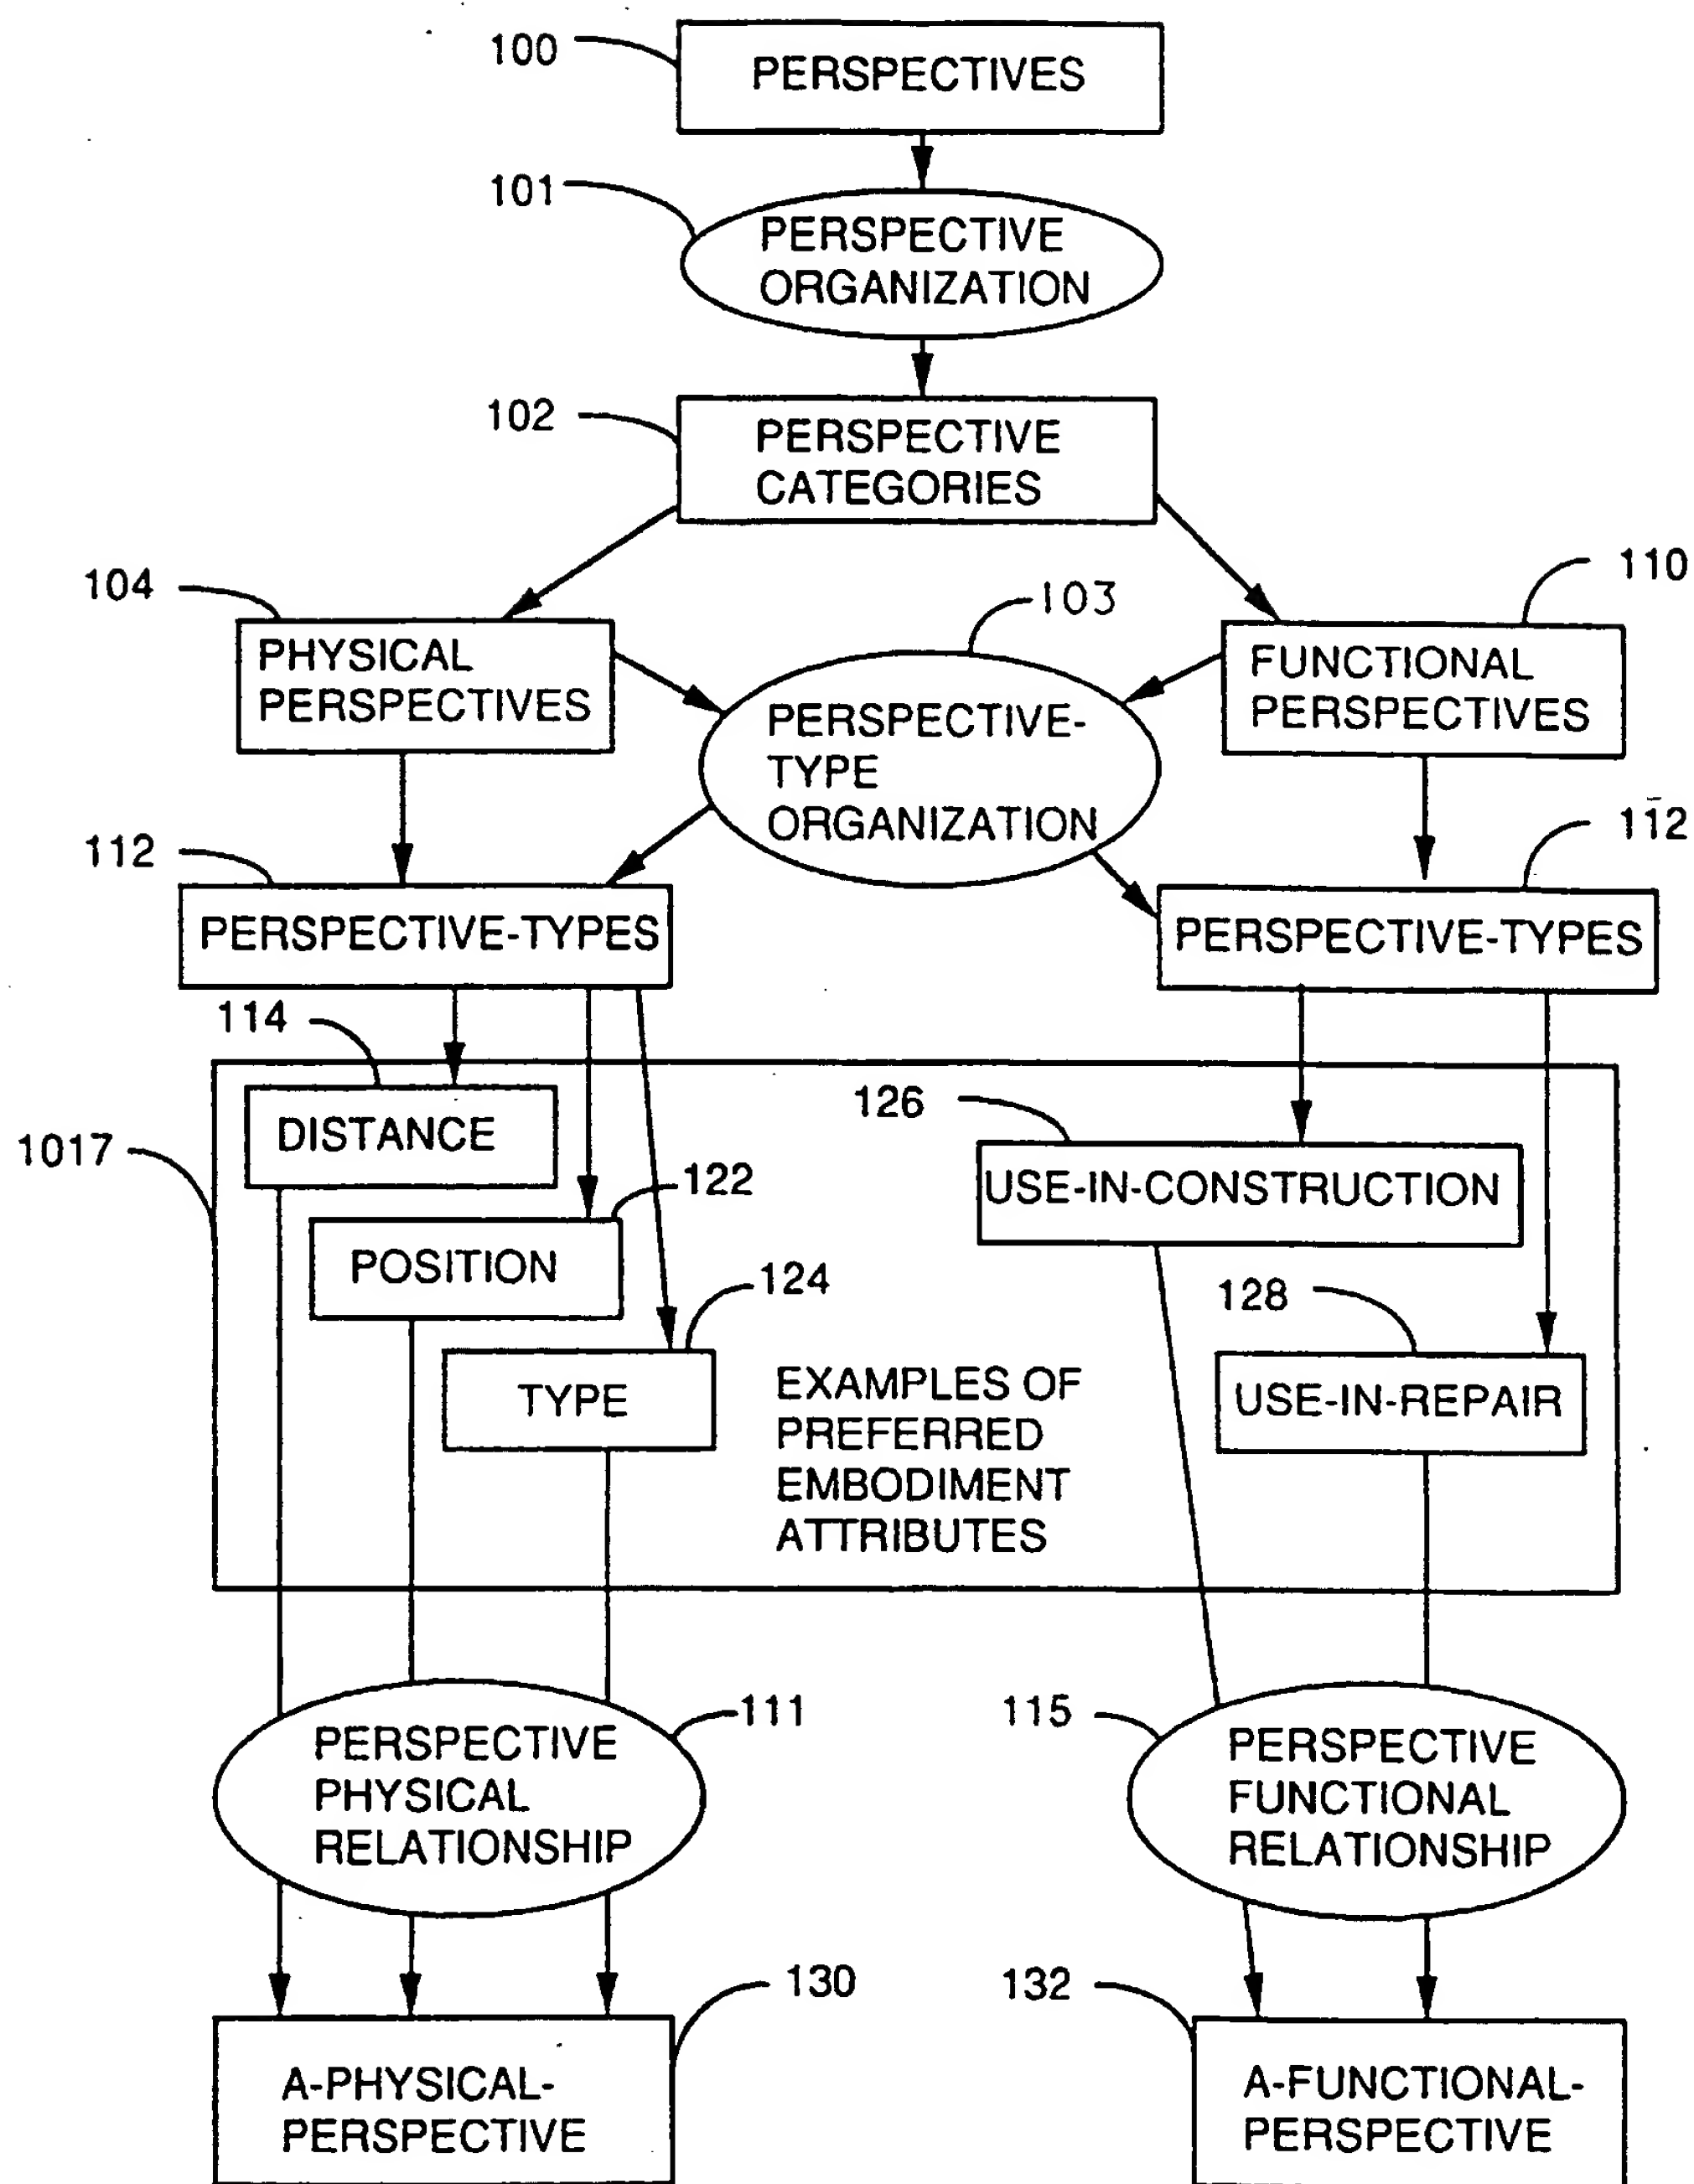 100
PERSPECTIVES
101
PERSPECTIVE
ORGANIZATION
102
PERSPECTIVE
CATEGORIES
104
103
110
PHYSICAL
PERSPECTIVES
FUNCTIONAL
PERSPECTIVES
PERSPECTIVE-
TYPE
ORGANIZATION
112
112
PERSPECTIVE-TYPES
PERSPECTIVE-TYPES
114
126
DISTANCE
1017
122
USE-IN-CONSTRUCTION
POSITION
124
128
TYPE
EXAMPLES OF
PREFERRED
EMBODIMENT
ATTRIBUTES
USE-IN-REPAIR
111
115
PERSPECTIVE
PHYSICAL
RELATIONSHIP
PERSPECTIVE
FUNCTIONAL
RELATIONSHIP
130
132
A-PHYSICAL-
PERSPECTIVE
A-FUNCTIONAL-
PERSPECTIVE